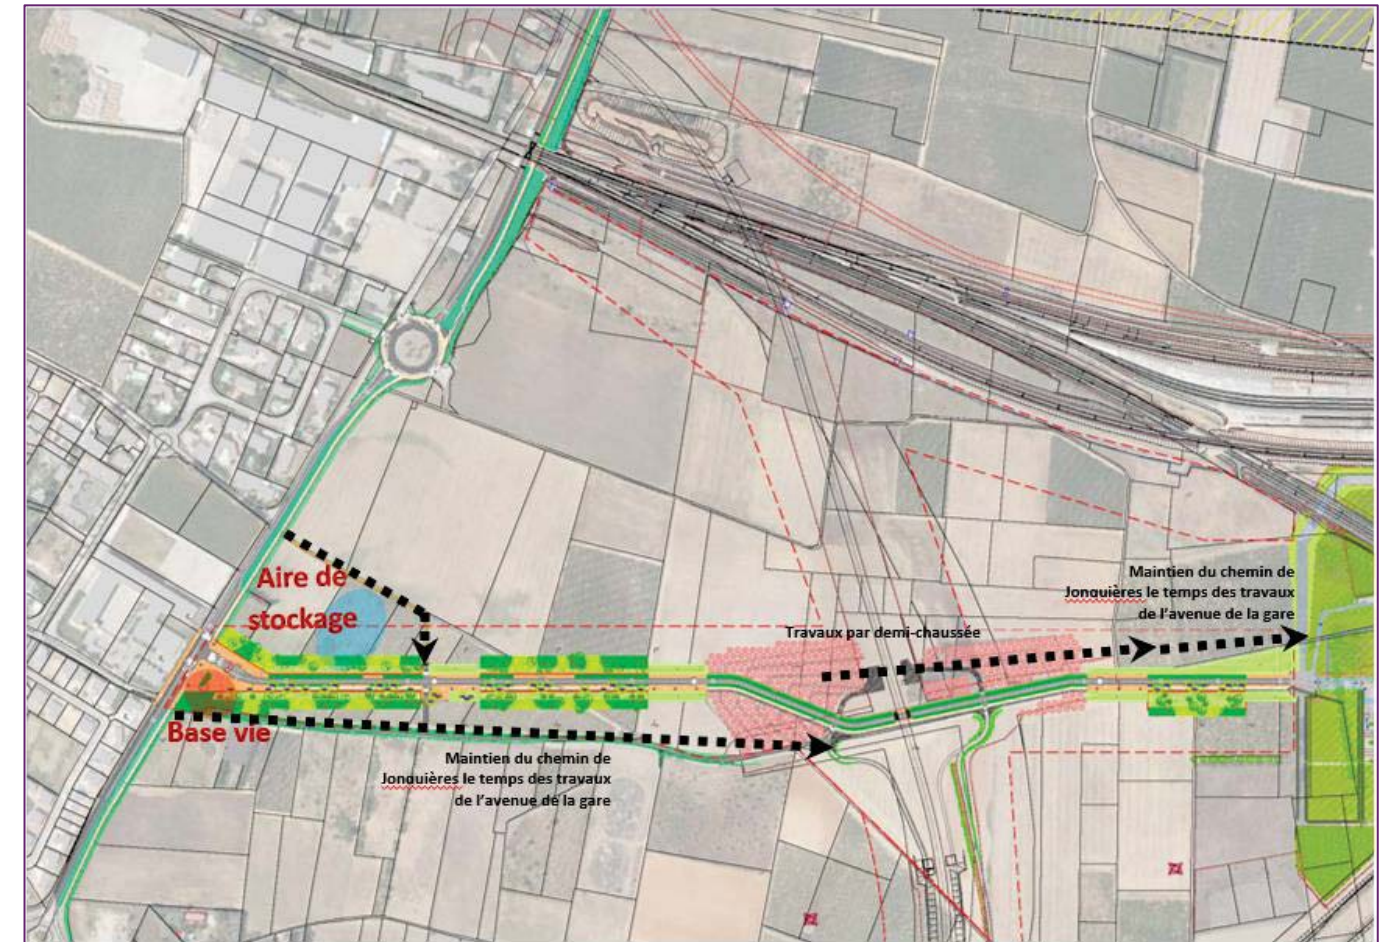 Aire de
stockage
Maintien du chemin de
Jonquières le temps des travaux
de l'avenue de la gare
Travaux par demi-chaussée
Base vie
Maintien du chemin de
Jonquières le temps des travaux
de l'avenue de la gare